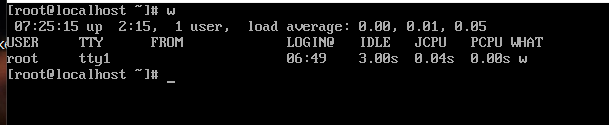 [root@localhost ~]# w
 07:25:15 up  2:15,  1 user,  load average: 0.00, 0.01, 0.05
USER     TTY      FROM             LOGIN@   IDLE   JCPU   PCPU WHAT
root     tty1                      06:49    3.00s  0.04s  0.00s w
[root@localhost ~]# _